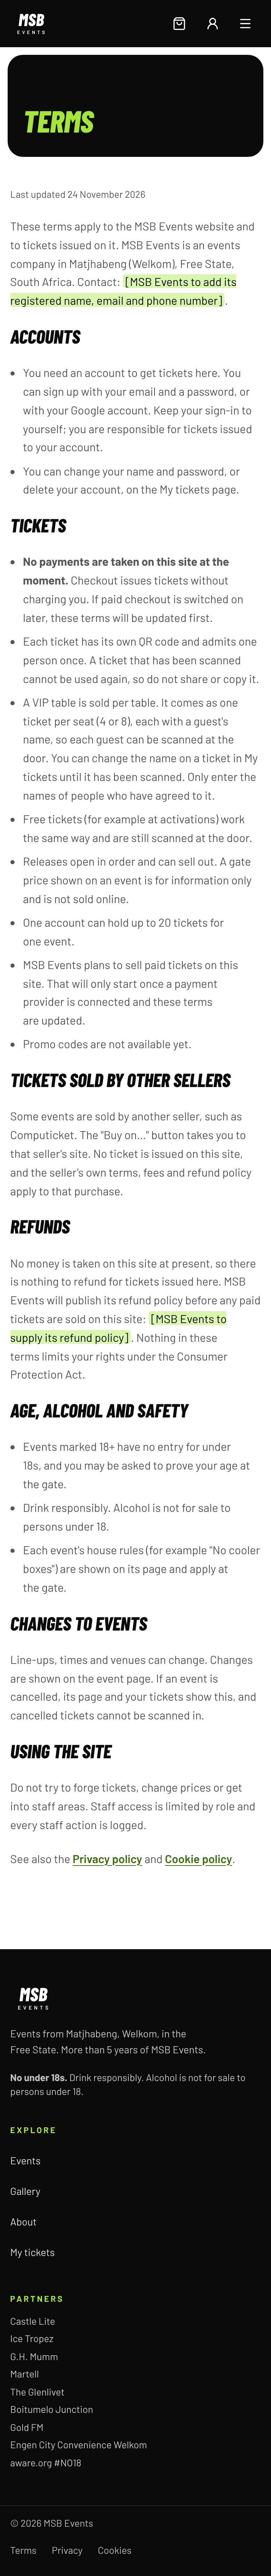 MSB
EVENTS
TERMS
Last updated 24 November 2026
These terms apply to the MSB Events website and
to tickets issued on it. MSB Events is an events
company in Matjhabeng (Welkom), Free State,
South Africa. Contact: [MSB Events to add its
registered name, email and phone number].
ACCOUNTS
• You need an account to get tickets here. You
can sign up with your email and a password, or
with your Google account. Keep your sign-in to
yourself; you are responsible for tickets issued
to your account.
• You can change your name and password, or
delete your account, on the My tickets page.
TICKETS
• No payments are taken on this site at the
moment. Checkout issues tickets without
charging you. If paid checkout is switched on
later, these terms will be updated first.
• Each ticket has its own QR code and admits one
person once. A ticket that has been scanned
cannot be used again, so do not share or copy it.
• A VIP table is sold per table. It comes as one
ticket per seat (4 or 8), each with a guest's
name, so each guest can be scanned at the
door. You can change the name on a ticket in My
tickets until it has been scanned. Only enter the
names of people who have agreed to it.
• Free tickets (for example at activations) work
the same way and are still scanned at the door.
• Releases open in order and can sell out. A gate
price shown on an event is for information only
and is not sold online.
• One account can hold up to 20 tickets for
one event.
• MSB Events plans to sell paid tickets on this
site. That will only start once a payment
provider is connected and these terms
are updated.
• Promo codes are not available yet.
TICKETS SOLD BY OTHER SELLERS
Some events are sold by another seller, such as
Computicket. The "Buy on..." button takes you to
that seller's site. No ticket is issued on this site,
and the seller's own terms, fees and refund policy
apply to that purchase.
REFUNDS
No money is taken on this site at present, so there
is nothing to refund for tickets issued here. MSB
Events will publish its refund policy before any paid
tickets are sold on this site: [MSB Events to
supply its refund policy]. Nothing in these
terms limit your rights under the Consumer
Protection Act.
AGE, ALCOHOL AND SAFETY
• Events marked 18+ have no entry for under
18s, and you may be asked to prove your age at
the gate.
• Drink responsibly. Alcohol is not for sale to
persons under 18.
• Each event's house rules (for example "No cooler
boxes") are shown on its page and apply at
the gate.
CHANGES TO EVENTS
Line-ups, times and venues can change. Changes
are shown on the event page. If an event is
cancelled, its page and your tickets show this, and
cancelled tickets cannot be scanned in.
USING THE SITE
Do not try to forge tickets, change prices or get
into staff areas. Staff access is limited by role and
every staff action is logged.
See also the Privacy policy and Cookie policy.
MSB
EVENTS
Events from Matjhabeng, Welkom, in the
Free State. More than 5 years of MSB Events.
No under 18s. Drink responsibly. Alcohol is not for sale to
persons under 18.
EXPLORE
Events
Gallery
About
My tickets
PARTNERS
Castle Lite
Ice Tropez
G.H. Mumm
Martell
The Glenlivet
Boitumelo Junction
Gold FM
Engen City Convenience Welkom
aware.org #NO18
© 2026 MSB Events
Terms Privacy Cookies